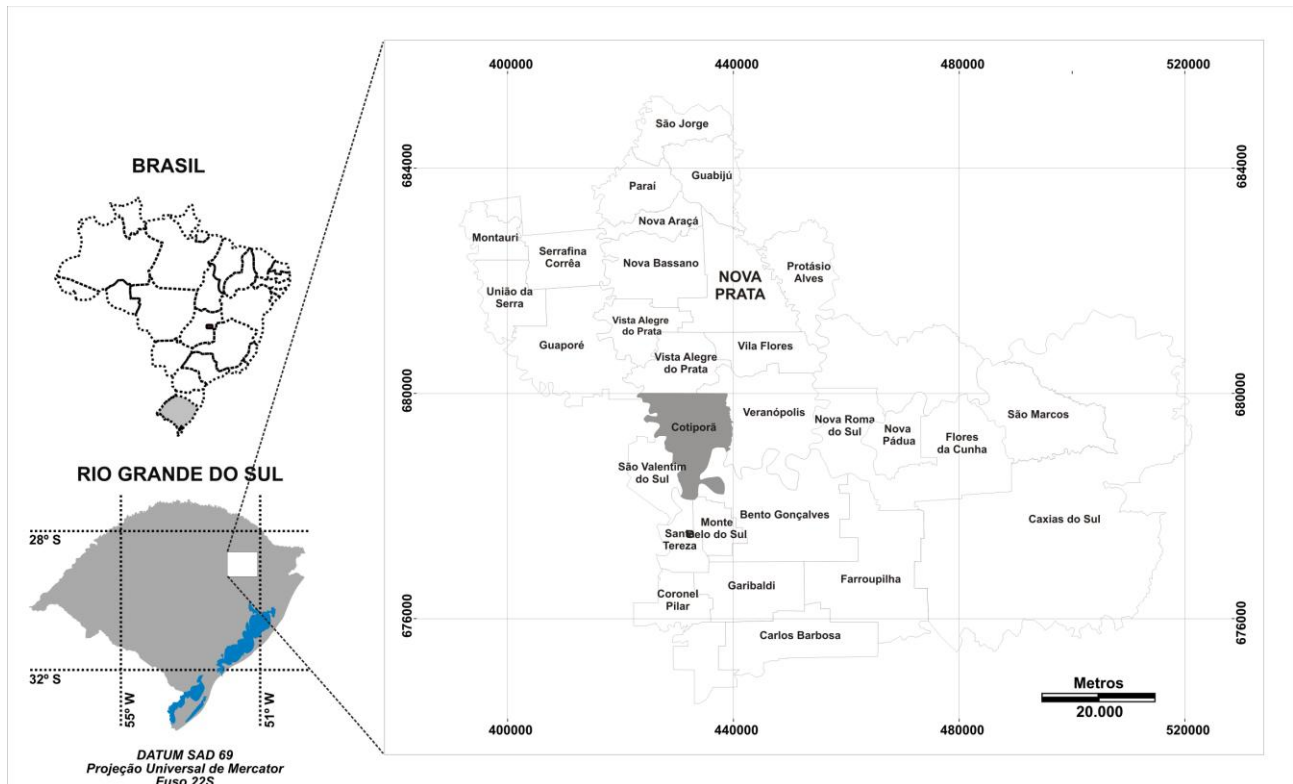 BRASIL
RIO GRANDE DO SUL
28º S
32º S
55º W
51º W
DATUM SAD 69
Projeção Universal de Mercator
Fuso 22S
400000
440000
480000
520000
684000
684000
680000
680000
676000
676000
São Jorge
Guabijú
Paraí
Nova Araçá
Montauri
Serrafina
Corrêa
Nova Bassano
NOVA
PRATA
Protásio
Alves
União da
Serra
Vista Alegre
do Prata
Guaporé
Vila Flores
Vista Alegre
do Prata
Cotiporã
Veranópolis
Nova Roma
do Sul
Nova
Pádua
Flores
da Cunha
São Marcos
São Valentim
do Sul
Bento Gonçalves
Caxias do Sul
Santa
Tereza
Monte
Belo do Sul
Coronel
Pilar
Garibaldi
Farroupilha
Carlos Barbosa
Metros
20.000
400000
440000
480000
520000